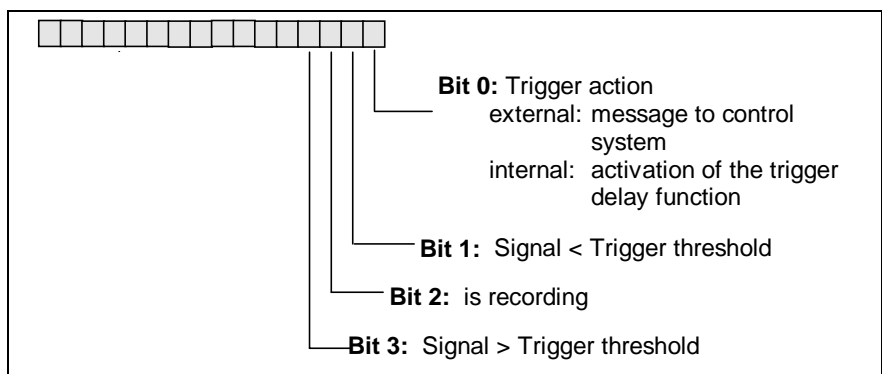 Bit 0: Trigger action
external: message to control
system
internal: activation of the trigger
delay function
Bit 1: Signal < Trigger threshold
Bit 2: is recording
Bit 3: Signal > Trigger threshold